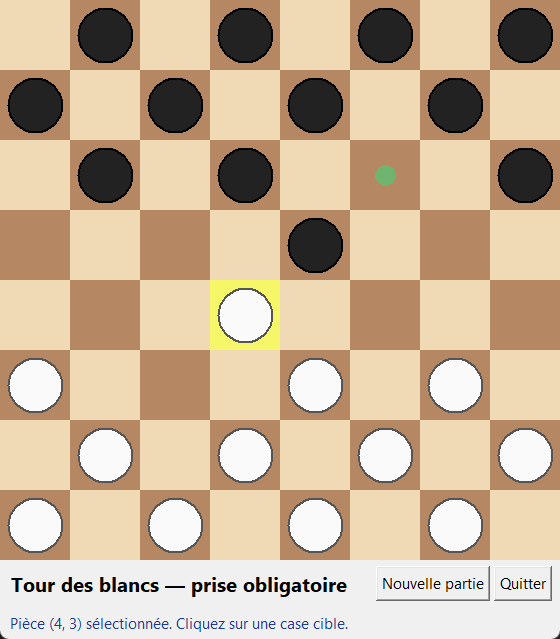 Tour des blancs — prise obligatoire
Nouvelle partie
Quitter
Pièce (4, 3) sélectionnée. Cliquez sur une case cible.